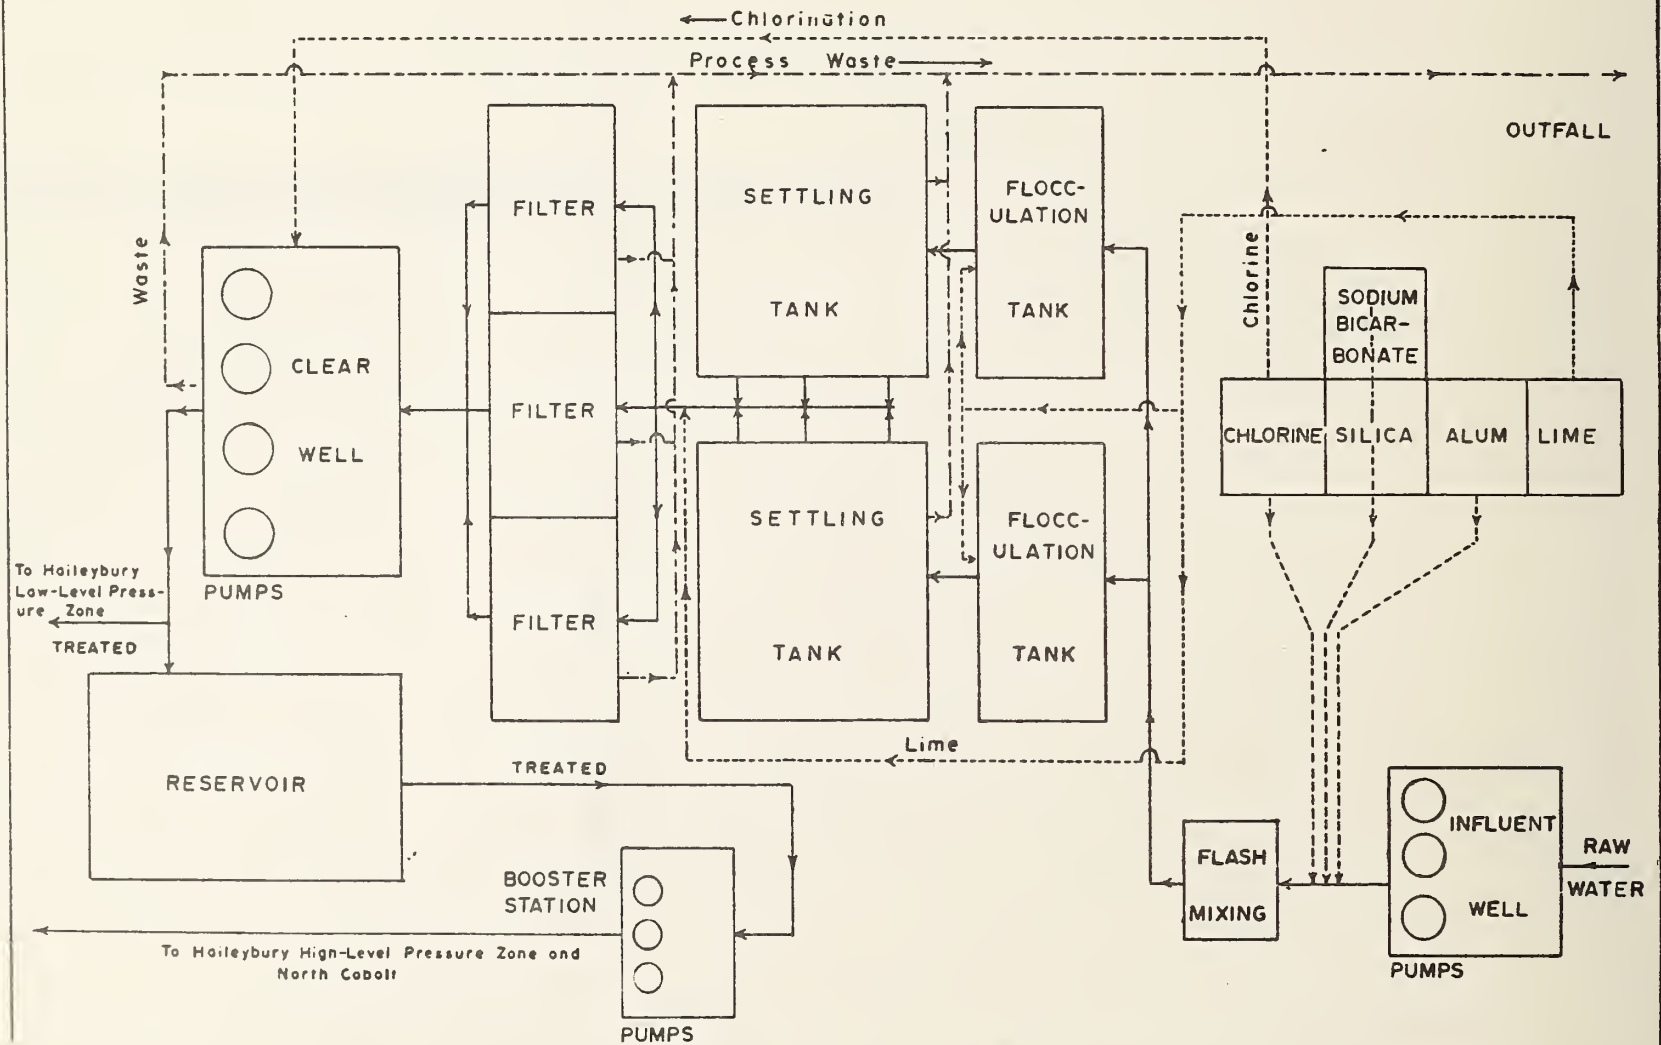 Chlorination
Process Waste
OUTFALL
Waste
FILTER
SETTLING
TANK
FLOCC-
ULATION
TANK
Chlorine
SODIUM
BICAR-
BONATE
CLEAR
WELL
PUMPS
FILTER
CHLORINE
SILICA
ALUM
LIME
SETTLING
TANK
FLOCC-
ULATION
TANK
FILTER
To Haileybury
Low-Level Press-
ure Zone
TREATED
Lime
RESERVOIR
TREATED
BOOSTER
STATION
PUMPS
To Haileybury High-Level Pressure Zone and
North Cobalt
FLASH
MIXING
INFLUENT
WELL
PUMPS
RAW
WATER